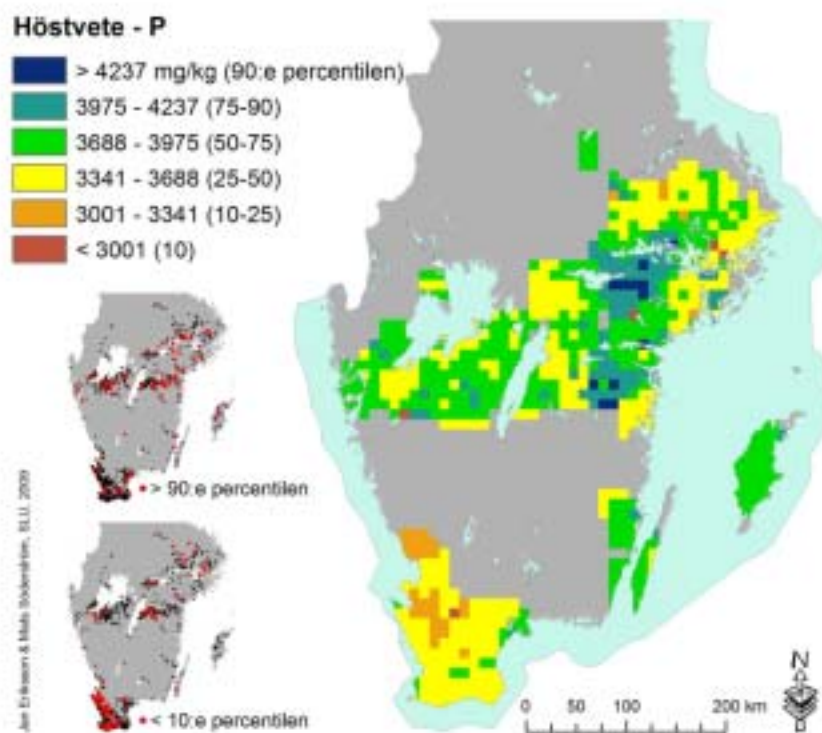 Höstvete - P
> 4237 mg/kg (90:e percentilen)
3975 - 4237 (75-90)
3688 - 3975 (50-75)
3341 - 3688 (25-50)
3001 - 3341 (10-25)
< 3001 (10)
> 90:e percentilen
< 10:e percentilen
Jan Eriksson & Mats Söderström, SLU, 2009
N
0 50 100 200 km